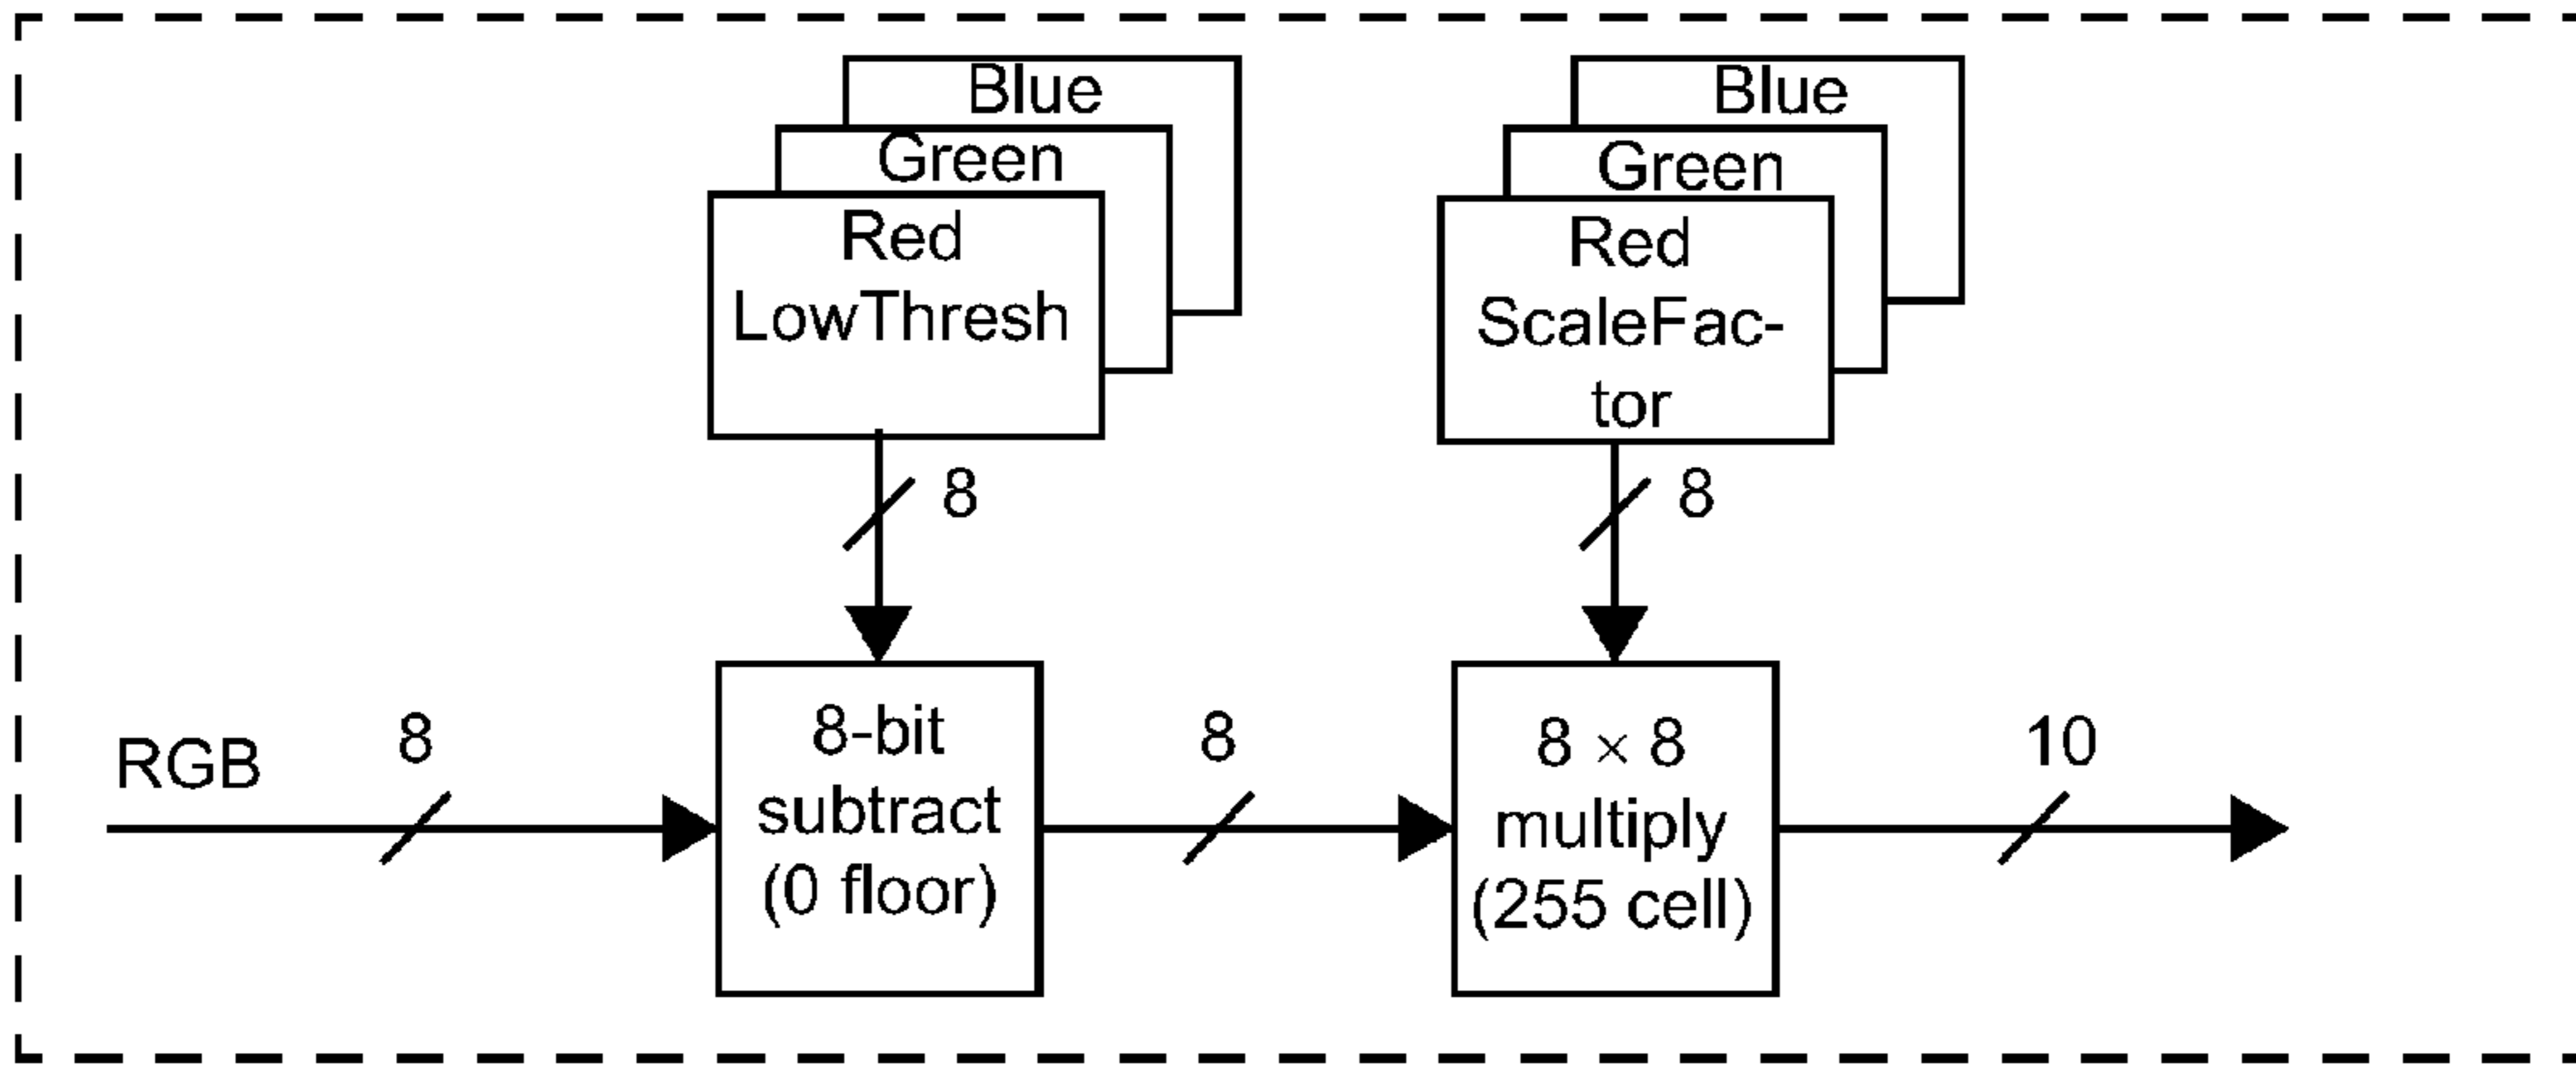 Blue
Green
Red
LowThresh
8
Blue
Green
Red
ScaleFac-
tor
8
RGB
8
8-bit
subtract
(0 floor)
8
8 × 8
multiply
(255 cell)
10